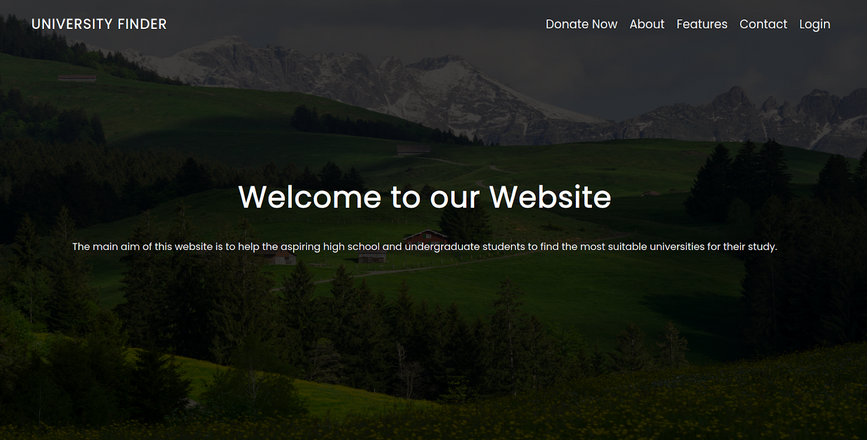 UNIVERSITY FINDER
Donate Now About Features Contact Login
Welcome to our Website
The main aim of this website is to help the aspiring high school and undergraduate students to find the most suitable universities for their study.